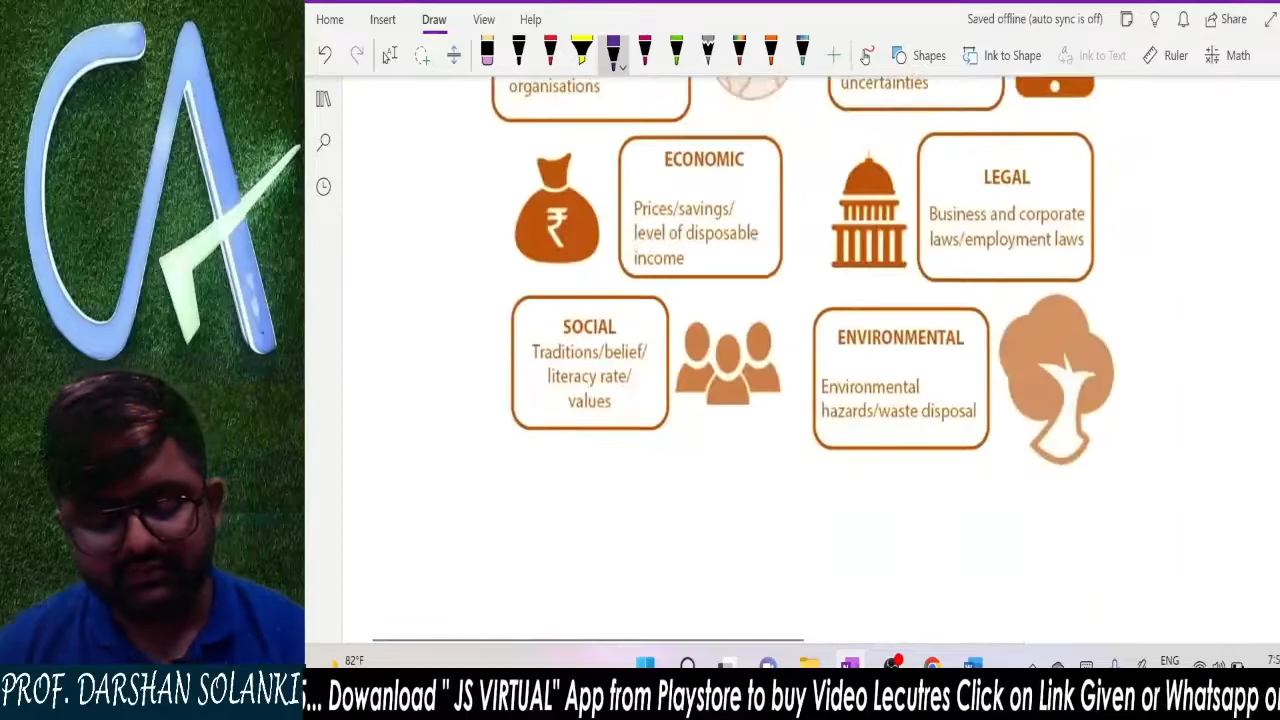 Home Insert Draw View Help
Saved offline (auto sync is off) Share
Shapes Ink to Shape Ink to Text Ruler Math
organisations
uncertainties
ECONOMIC
Prices/savings/
level of disposable
income
₹
LEGAL
Business and corporate
laws/employment laws
SOCIAL
Traditions/belief/
literacy rate/
values
ENVIRONMENTAL
Environmental
hazards/waste disposal
CA
82°F
ENG
7:5
PROF. DARSHAN SOLANKI
... Dowanload " JS VIRTUAL" App from Playstore to buy Video Lecutres Click on Link Given or Whatsapp o